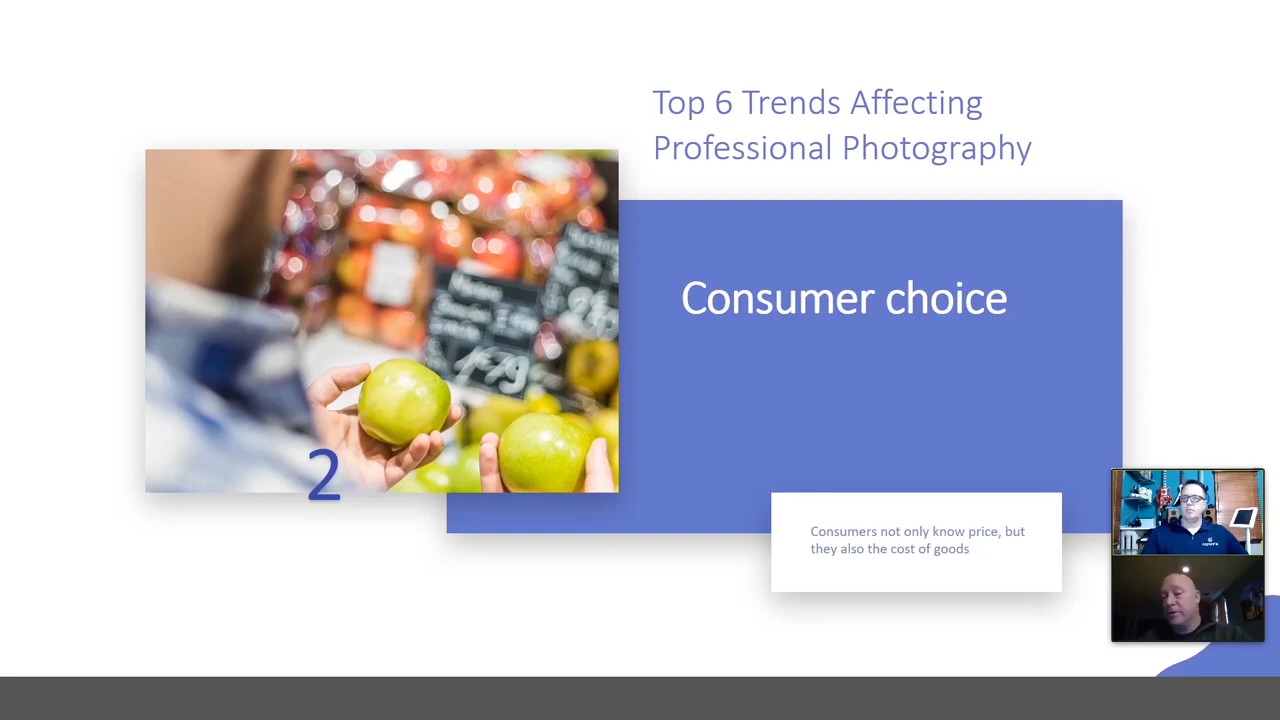 Top 6 Trends Affecting
Professional Photography
Consumer choice
2
Consumers not only know price, but
they also the cost of goods